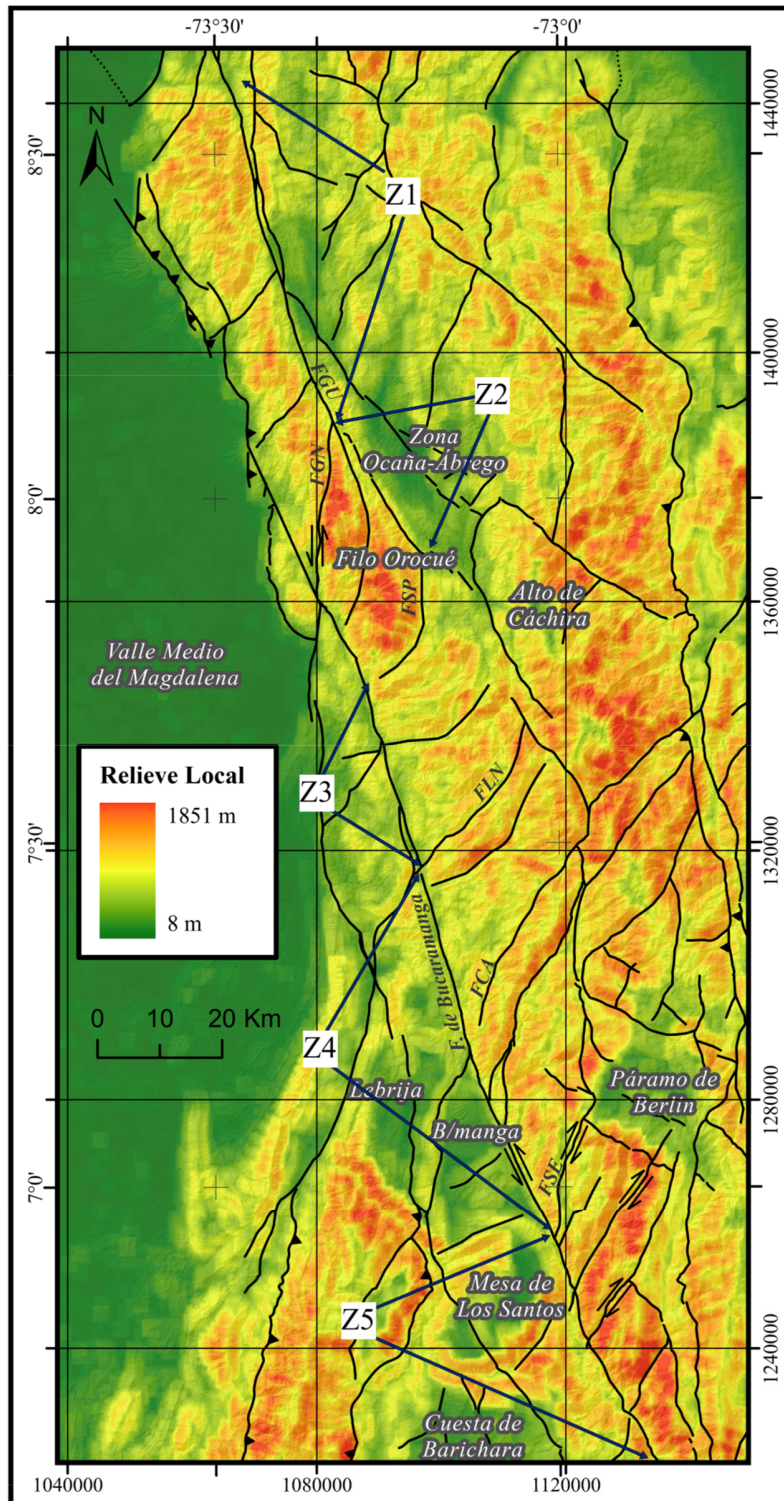 -73°30'
-73°0'
1440000
8°30'
N
Z1
1400000
FGU
Z2
Zona
Ocaña-Ábrego
FGN
8°0'
Filo Orocué
FSP
Alto de
Cáchira
1360000
Valle Medio
del Magdalena
Relieve Local
1851 m
8 m
Z3
FLN
7°30'
1320000
F. de Bucaramanga
FCA
0 10 20 Km
Z4
Lebrija
Páramo de
Berlín
1280000
B/manga
FSE
7°0'
Mesa de
Los Santos
Z5
1240000
Cuesta de
Barichara
1040000
1080000
1120000